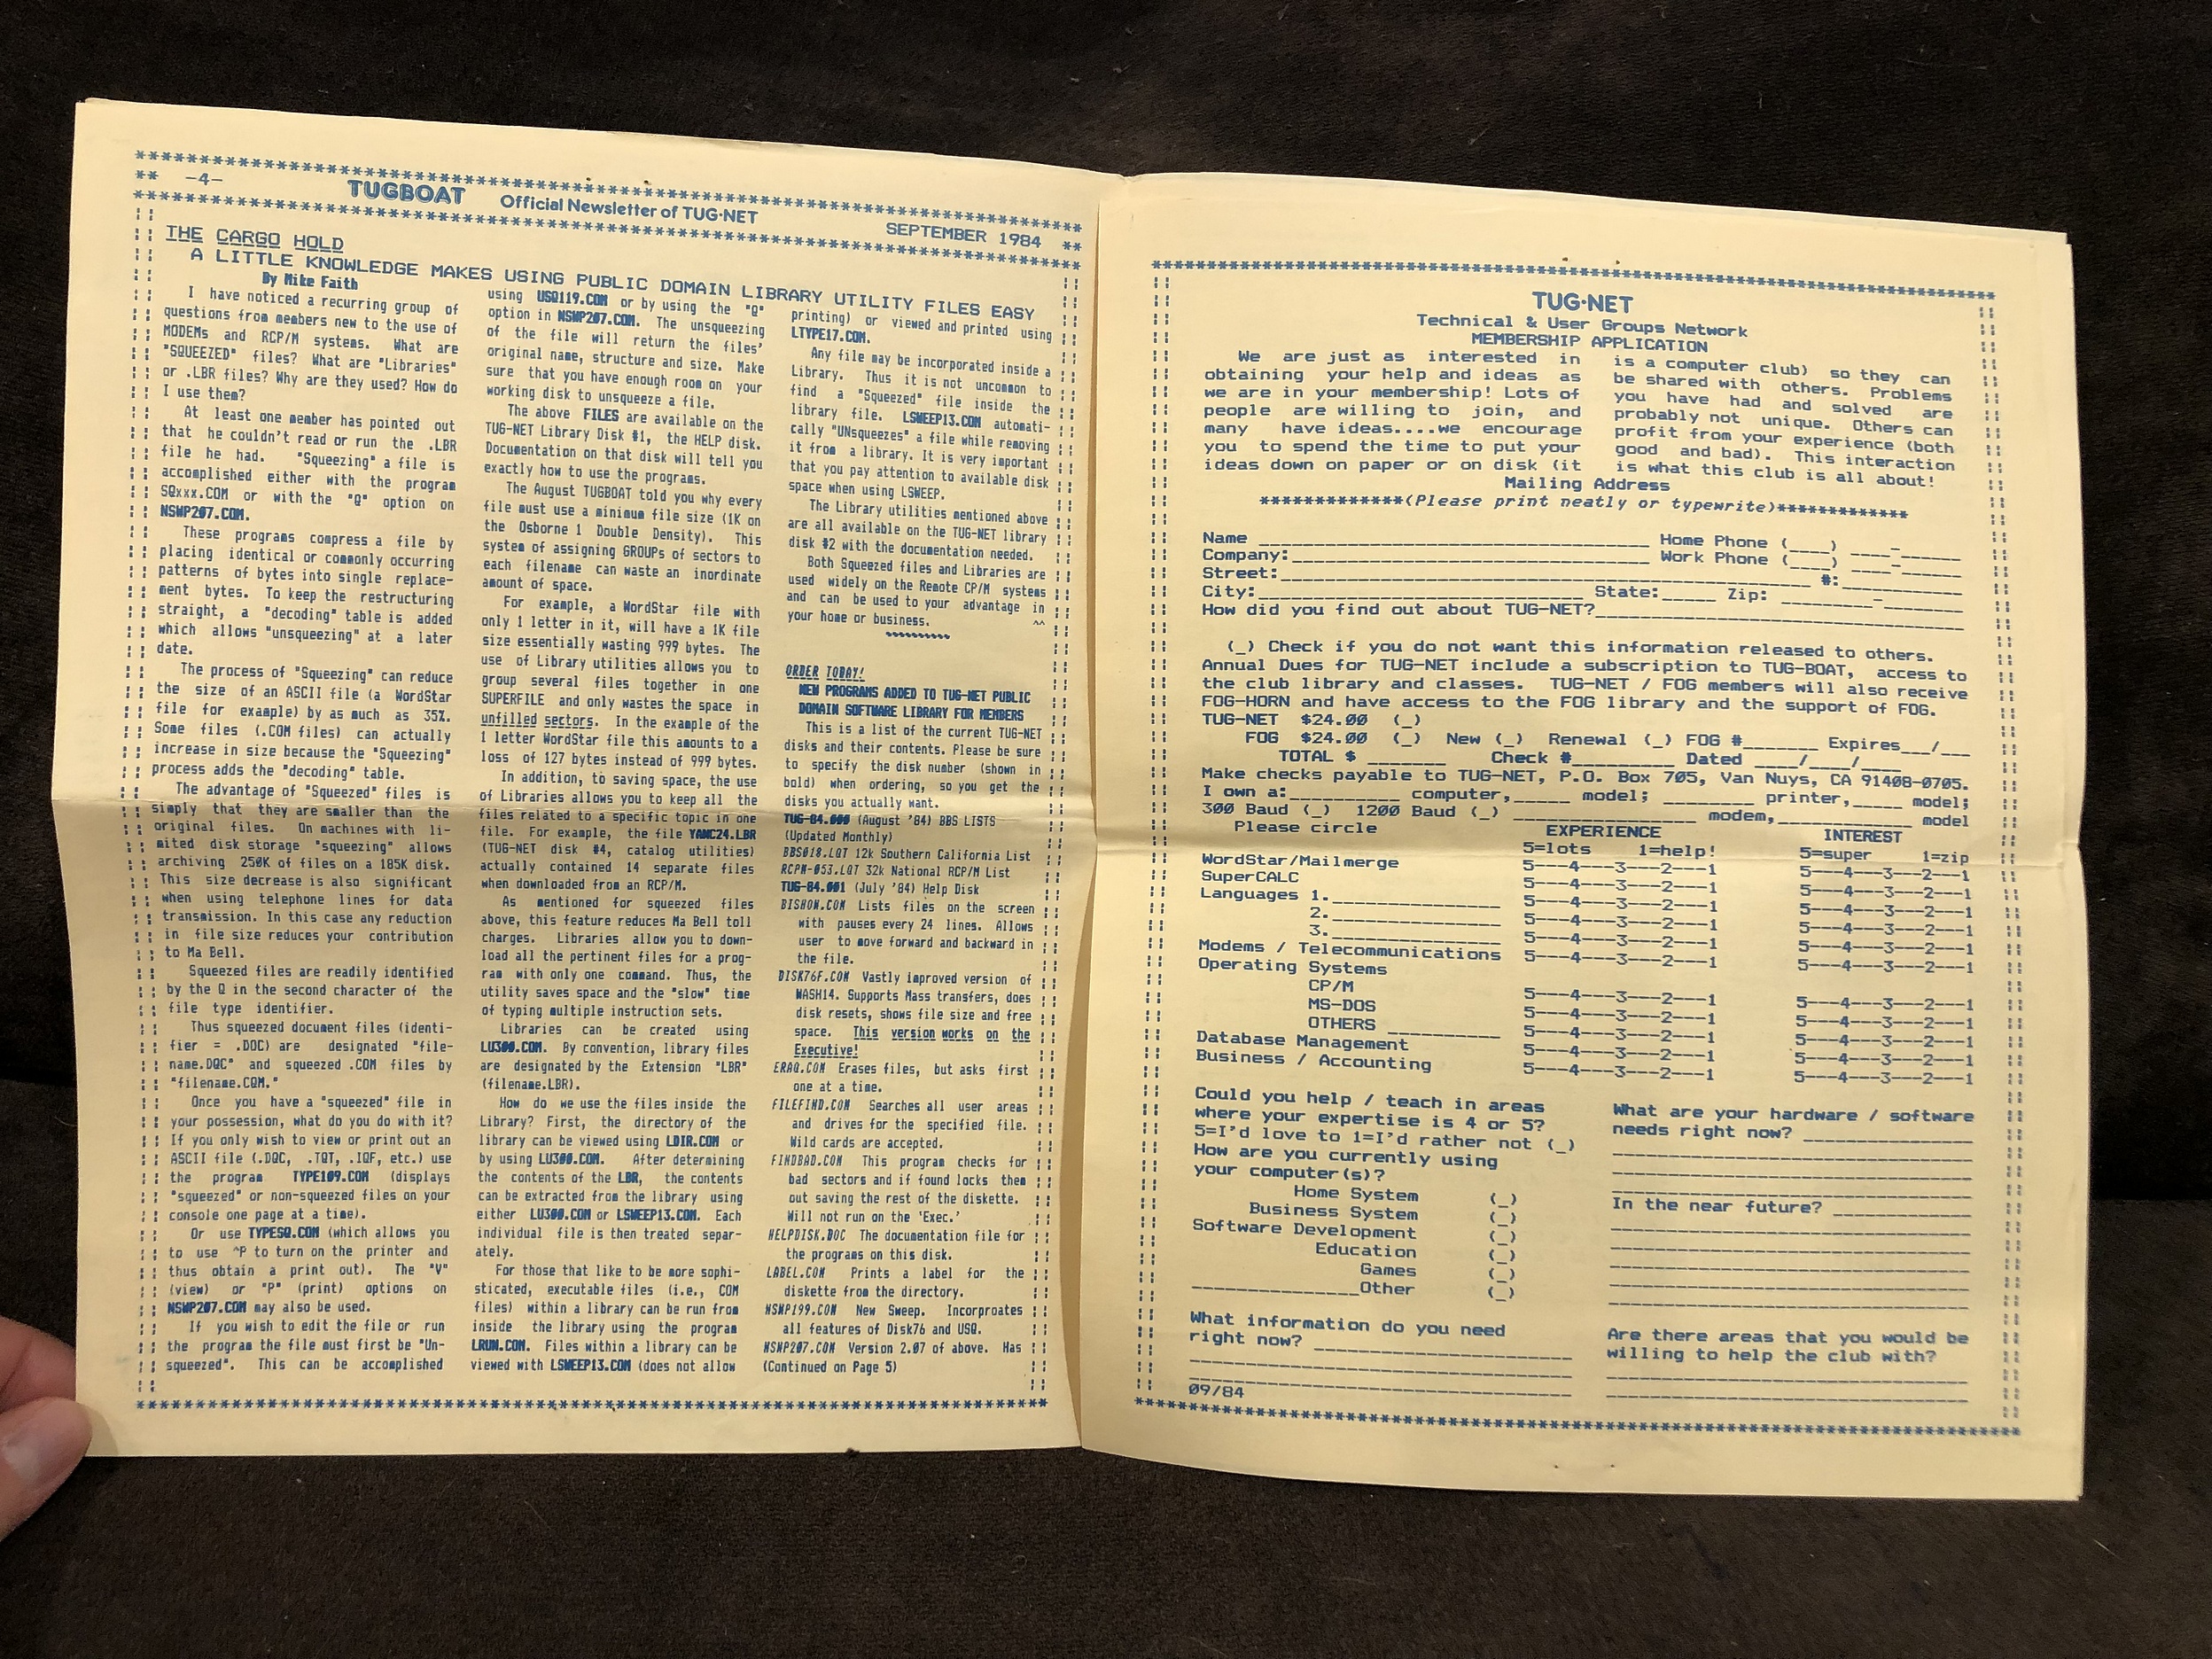 -4-
TUGBOAT Official Newsletter of TUG·NET
SEPTEMBER 1984
THE CARGO HOLD
A LITTLE KNOWLEDGE MAKES USING PUBLIC DOMAIN LIBRARY UTILITY FILES EASY
By Mike Faith
I have noticed a recurring group of
questions from members new to the use of
MODEMs and RCP/M systems. What are
"SQUEEZED" files? What are "Libraries"
or .LBR files? Why are they used? How do
I use them?
At least one member has pointed out
that he couldn't read or run the .LBR
file he had. "Squeezing" a file is
accomplished either with the program
SQxxx.COM or with the "Q" option on
NSWP207.COM.
These programs compress a file by
placing identical or commonly occurring
patterns of bytes into single replace-
ment bytes. To keep the restructuring
straight, a "decoding" table is added
which allows "unsqueezing" at a later
date.
The process of "Squeezing" can reduce
the size of an ASCII file (a WordStar
file for example) by as much as 35%.
Some files (.COM files) can actually
increase in size because the "Squeezing"
process adds the "decoding" table.
The advantage of "Squeezed" files is
simply that they are smaller than the
original files. On machines with li-
mited disk storage "squeezing" allows
archiving 250K of files on a 185K disk.
This size decrease is also significant
when using telephone lines for data
transmission. In this case any reduction
in file size reduces your contribution
to Ma Bell.
Squeezed files are readily identified
by the Q in the second character of the
file type identifier.
Thus squeezed document files (identi-
fier = .DOC) are designated "file-
name.DQC" and squeezed .COM files by
"filename.CQM."
Once you have a "squeezed" file in
your possession, what do you do with it?
If you only wish to view or print out an
ASCII file (.DQC, .TQT, .IQF, etc.) use
the program TYPE109.COM (displays
"squeezed" or non-squeezed files on your
console one page at a time).
Or use TYPESQ.COM (which allows you
to use ^P to turn on the printer and
thus obtain a print out). The "V"
(view) or "P" (print) options on
NSWP207.COM may also be used.
If you wish to edit the file or run
the program the file must first be "Un-
squeezed". This can be accomplished
using USQ119.COM or by using the "Q"
option in NSWP207.COM. The unsqueezing
of the file will return the files'
original name, structure and size. Make
sure that you have enough room on your
working disk to unsqueeze a file.
The above FILES are available on the
TUG-NET Library Disk #1, the HELP disk.
Documentation on that disk will tell you
exactly how to use the programs.
The August TUGBOAT told you why every
file must use a minimum file size (1K on
the Osborne 1 Double Density). This
system of assigning GROUPs of sectors to
each filename can waste an inordinate
amount of space.
For example, a WordStar file with
only 1 letter in it, will have a 1K file
size essentially wasting 999 bytes. The
use of Library utilities allows you to
group several files together in one
SUPERFILE and only wastes the space in
unfilled sectors. In the example of the
1 letter WordStar file this amounts to a
loss of 127 bytes instead of 999 bytes.
In addition, to saving space, the use
of Libraries allows you to keep all the
files related to a specific topic in one
file. For example, the file YAMC24.LBR
(TUG-NET disk #4, catalog utilities)
actually contained 14 separate files
when downloaded from an RCP/M.
As mentioned for squeezed files
above, this feature reduces Ma Bell toll
charges. Libraries allow you to down-
load all the pertinent files for a prog-
ram with only one command. Thus, the
utility saves space and the "slow" time
of typing multiple instruction sets.
Libraries can be created using
LU300.COM. By convention, library files
are designated by the Extension "LBR"
(filename.LBR).
How do we use the files inside the
Library? First, the directory of the
library can be viewed using LDIR.COM or
by using LU300.COM. After determining
the contents of the LBR, the contents
can be extracted from the library using
either LU300.COM or LSWEEP13.COM. Each
individual file is then treated separ-
ately.
For those that like to be more sophi-
sticated, executable files (i.e., COM
files) within a library can be run from
inside the library using the program
LRUN.COM. Files within a library can be
viewed with LSWEEP13.COM (does not allow
printing) or viewed and printed using
LTYPE17.COM.
Any file may be incorporated inside a
Library. Thus it is not uncommon to
find a "Squeezed" file inside the
library file. LSWEEP13.COM automati-
cally "UNsqueezes" a file while removing
it from a library. It is very important
that you pay attention to available disk
space when using LSWEEP.
The Library utilities mentioned above
are all available on the TUG-NET library
disk #2 with the documentation needed.
Both Squeezed files and Libraries are
used widely on the Remote CP/M systems
and can be used to your advantage in
your home or business. ^^
~~~~~~~~~~
ORDER TODAY!
NEW PROGRAMS ADDED TO TUG-NET PUBLIC
DOMAIN SOFTWARE LIBRARY FOR MEMBERS
This is a list of the current TUG-NET
disks and their contents. Please be sure
to specify the disk number (shown in
bold) when ordering, so you get the
disks you actually want.
TUG-84.000 (August '84) BBS LISTS
(Updated Monthly)
BBS018.LQT 12k Southern California List
RCPM-053.LQT 32k National RCP/M List
TUG-84.001 (July '84) Help Disk
BISHOW.COM Lists files on the screen
with pauses every 24 lines. Allows
user to move forward and backward in
the file.
DISK76F.COM Vastly improved version of
WASH14. Supports Mass transfers, does
disk resets, shows file size and free
space. This version works on the
Executive!
ERAQ.COM Erases files, but asks first
one at a time.
FILEFIND.COM Searches all user areas
and drives for the specified file.
Wild cards are accepted.
FINDBAD.COM This program checks for
bad sectors and if found locks them
out saving the rest of the diskette.
Will not run on the 'Exec.'
HELPDISK.DOC The documentation file for
the programs on this disk.
LABEL.COM Prints a label for the
diskette from the directory.
NSWP199.COM New Sweep. Incorproates
all features of Disk76 and USQ.
NSWP207.COM Version 2.07 of above. Has
(Continued on Page 5)
TUG·NET
Technical & User Groups Network
MEMBERSHIP APPLICATION
We are just as interested in
obtaining your help and ideas as
we are in your membership! Lots of
people are willing to join, and
many have ideas....we encourage
you to spend the time to put your
ideas down on paper or on disk (it
is a computer club) so they can
be shared with others. Problems
you have had and solved are
probably not unique. Others can
profit from your experience (both
good and bad). This interaction
is what this club is all about!
Mailing Address
*************(Please print neatly or typewrite)*************
Name ____ Home Phone (____) ____-______
Company:____ Work Phone (____) ____-______
Street:____ #:____
City:____ State:_____ Zip: ____-____
How did you find out about TUG-NET?____
(_) Check if you do not want this information released to others.
Annual Dues for TUG-NET include a subscription to TUG-BOAT, access to
the club library and classes. TUG-NET / FOG members will also receive
FOG-HORN and have access to the FOG library and the support of FOG.
TUG-NET $24.00 (_)
FOG $24.00 (_) New (_) Renewal (_) FOG #_______ Expires___/___
TOTAL $ _______ Check #_________ Dated ____/____/____
Make checks payable to TUG-NET, P.O. Box 705, Van Nuys, CA 91408-0705.
I own a:__________ computer,_____ model; ________ printer,_____ model;
300 Baud (_) 1200 Baud (_) ____ modem,____ model
Please circle EXPERIENCE INTEREST
5=lots 1=help! 5=super 1=zip
WordStar/Mailmerge 5---4---3---2---1 5---4---3---2---1
SuperCALC 5---4---3---2---1 5---4---3---2---1
Languages 1.____ 5---4---3---2---1 5---4---3---2---1
2.____ 5---4---3---2---1 5---4---3---2---1
3.____ 5---4---3---2---1 5---4---3---2---1
Modems / Telecommunications 5---4---3---2---1 5---4---3---2---1
Operating Systems
CP/M 5---4---3---2---1 5---4---3---2---1
MS-DOS 5---4---3---2---1 5---4---3---2---1
OTHERS ____ 5---4---3---2---1 5---4---3---2---1
Database Management 5---4---3---2---1 5---4---3---2---1
Business / Accounting 5---4---3---2---1 5---4---3---2---1
Could you help / teach in areas
where your expertise is 4 or 5?
5=I'd love to 1=I'd rather not (_)
How are you currently using
your computer(s)?
Home System (_)
Business System (_)
Software Development (_)
Education (_)
Games (_)
____Other (_)
What information do you need
right now? ____
09/84
What are your hardware / software
needs right now? ____
In the near future? ____
Are there areas that you would be
willing to help the club with?